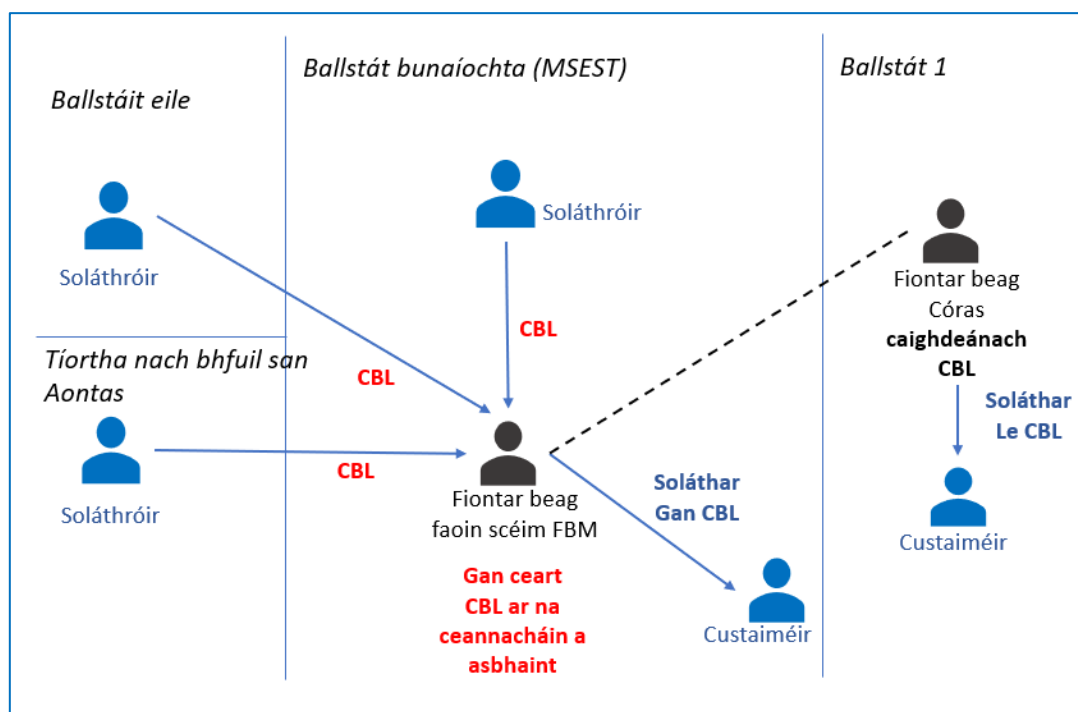 Ballstáit eile
Soláthróir
Tíortha nach bhfuil san
Aontas
Soláthróir
Ballstát bunaíochta (MSEST)
Soláthróir
CBL
CBL
CBL
Fiontar beag
faoin scéim FBM
Gan ceart
CBL ar na
ceannacháin a
asbhaint
Soláthar
Gan CBL
Custaiméir
Ballstát 1
Fiontar beag
Córas
caighdeánach
CBL
Soláthar
Le CBL
Custaiméir